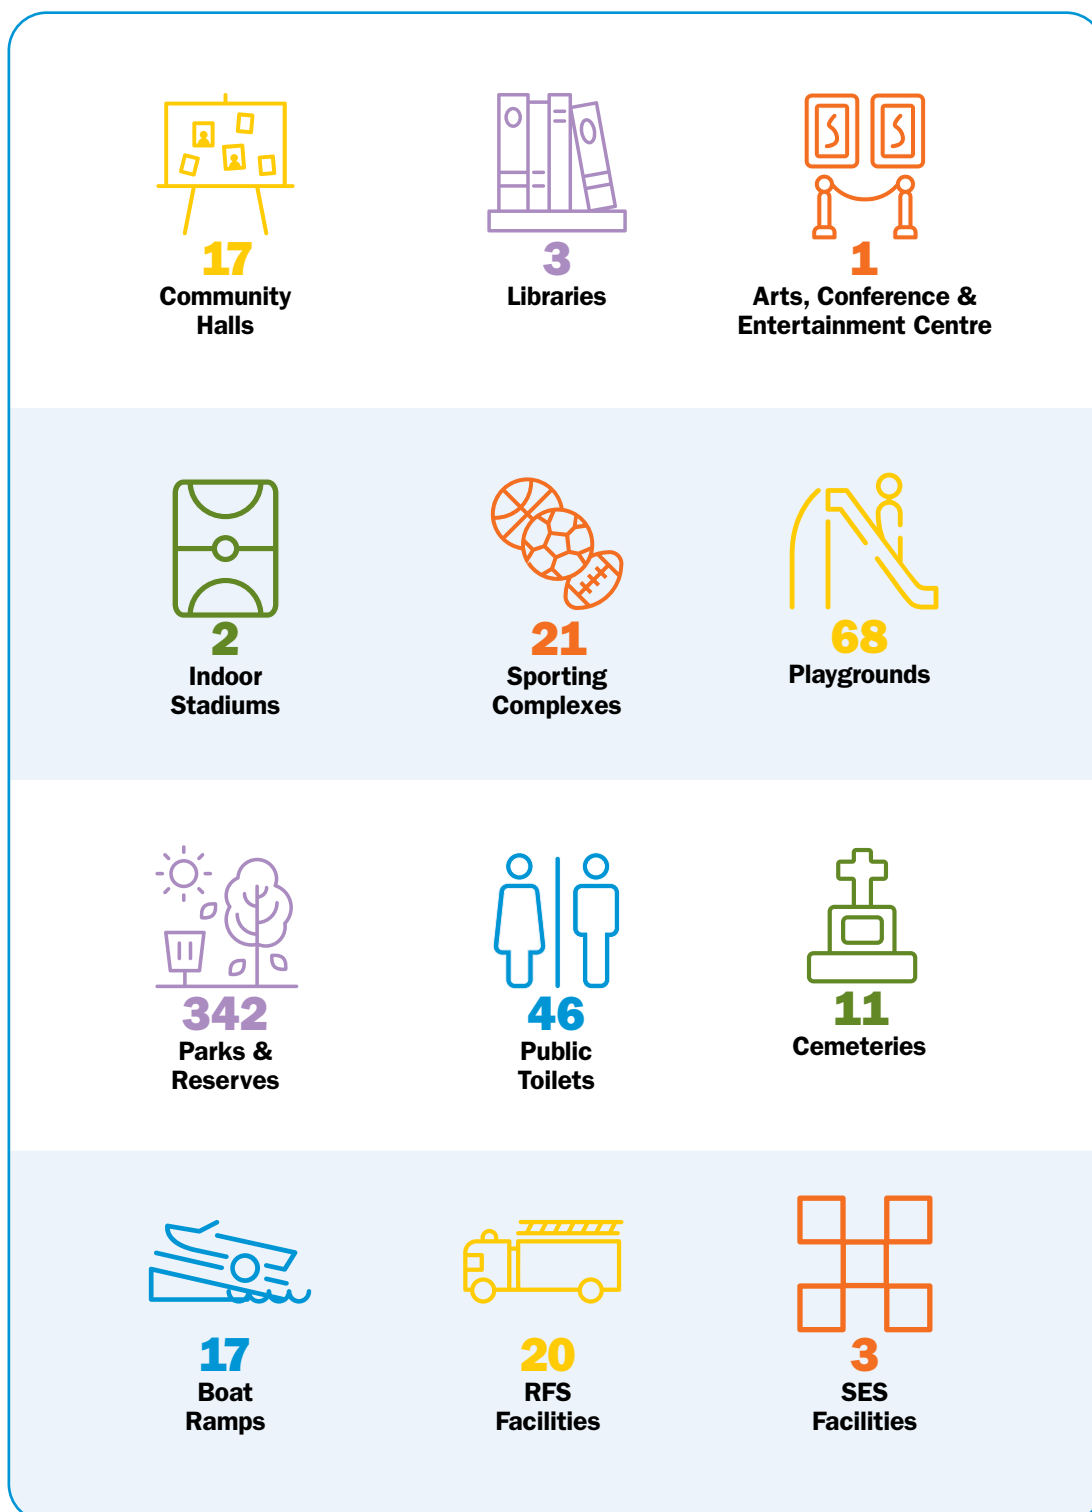 17
Community
Halls
3
Libraries
1
Arts, Conference &
Entertainment Centre
2
Indoor
Stadiums
21
Sporting
Complexes
68
Playgrounds
342
Parks &
Reserves
46
Public
Toilets
11
Cemeteries
17
Boat
Ramps
20
RFS
Facilities
3
SES
Facilities